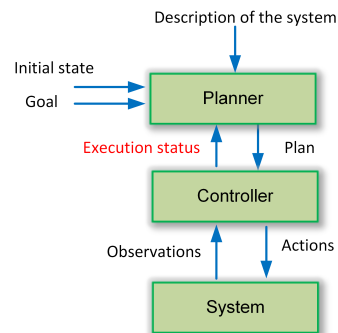 Description of the system
Initial state
Goal
Planner
Execution status
Plan
Controller
Observations
Actions
System